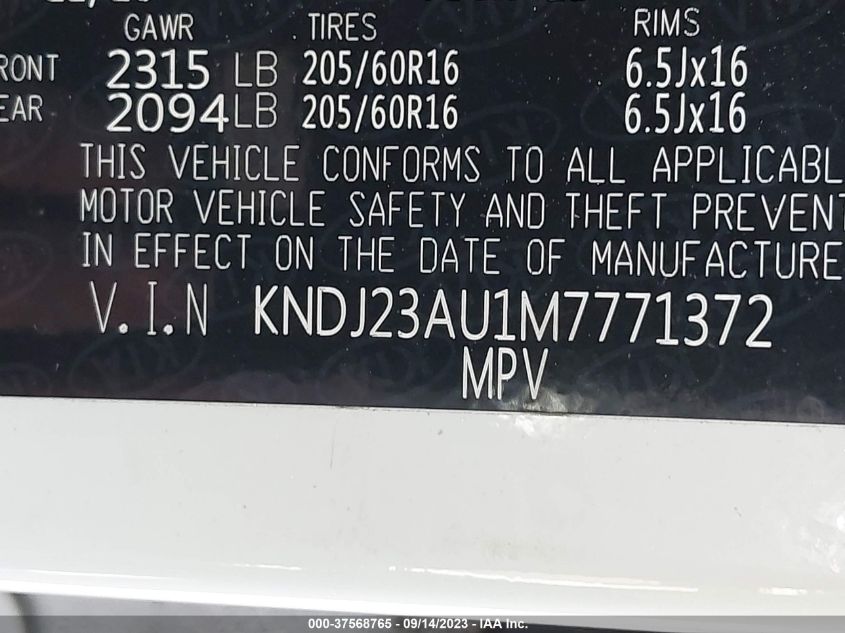 GAWR TIRES RIMS
RONT 2315 LB 205/60R16 6.5Jx16
EAR 2094LB 205/60R16 6.5Jx16
THIS VEHICLE CONFORMS TO ALL APPLICABL
MOTOR VEHICLE SAFETY AND THEFT PREVENT
IN EFFECT ON THE DATE OF MANUFACTURE
V.I.N KNDJ23AU1M7771372
MPV
000-37568765 - 09/14/2023 - IAA Inc.